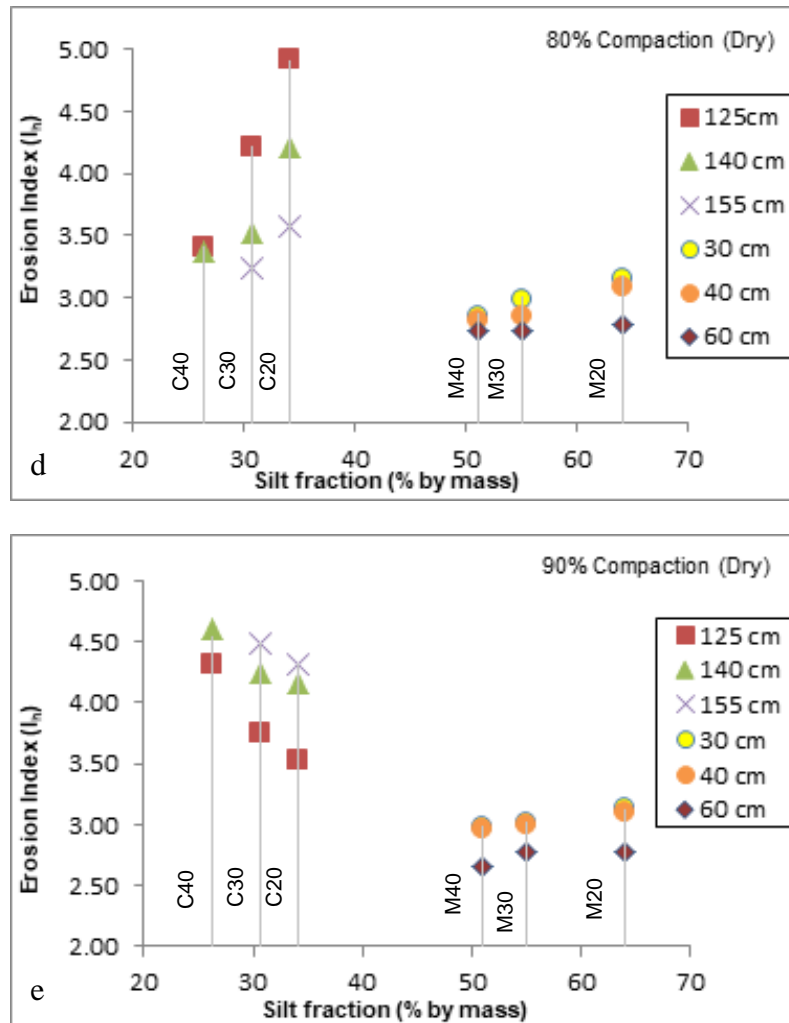 80% Compaction (Dry)
5.00
4.50
4.00
3.50
3.00
2.50
2.00
Erosion Index (Iₕ)
125cm
140 cm
155 cm
30 cm
40 cm
60 cm
C40
C30
C20
M40
M30
M20
20 30 40 50 60 70
Silt fraction (% by mass)
d
90% Compaction (Dry)
5.00
4.50
4.00
3.50
3.00
2.50
2.00
Erosion Index (Iₕ)
125 cm
140 cm
155 cm
30 cm
40 cm
60 cm
C40
C30
C20
M40
M30
M20
20 30 40 50 60 70
Silt fraction (% by mass)
e